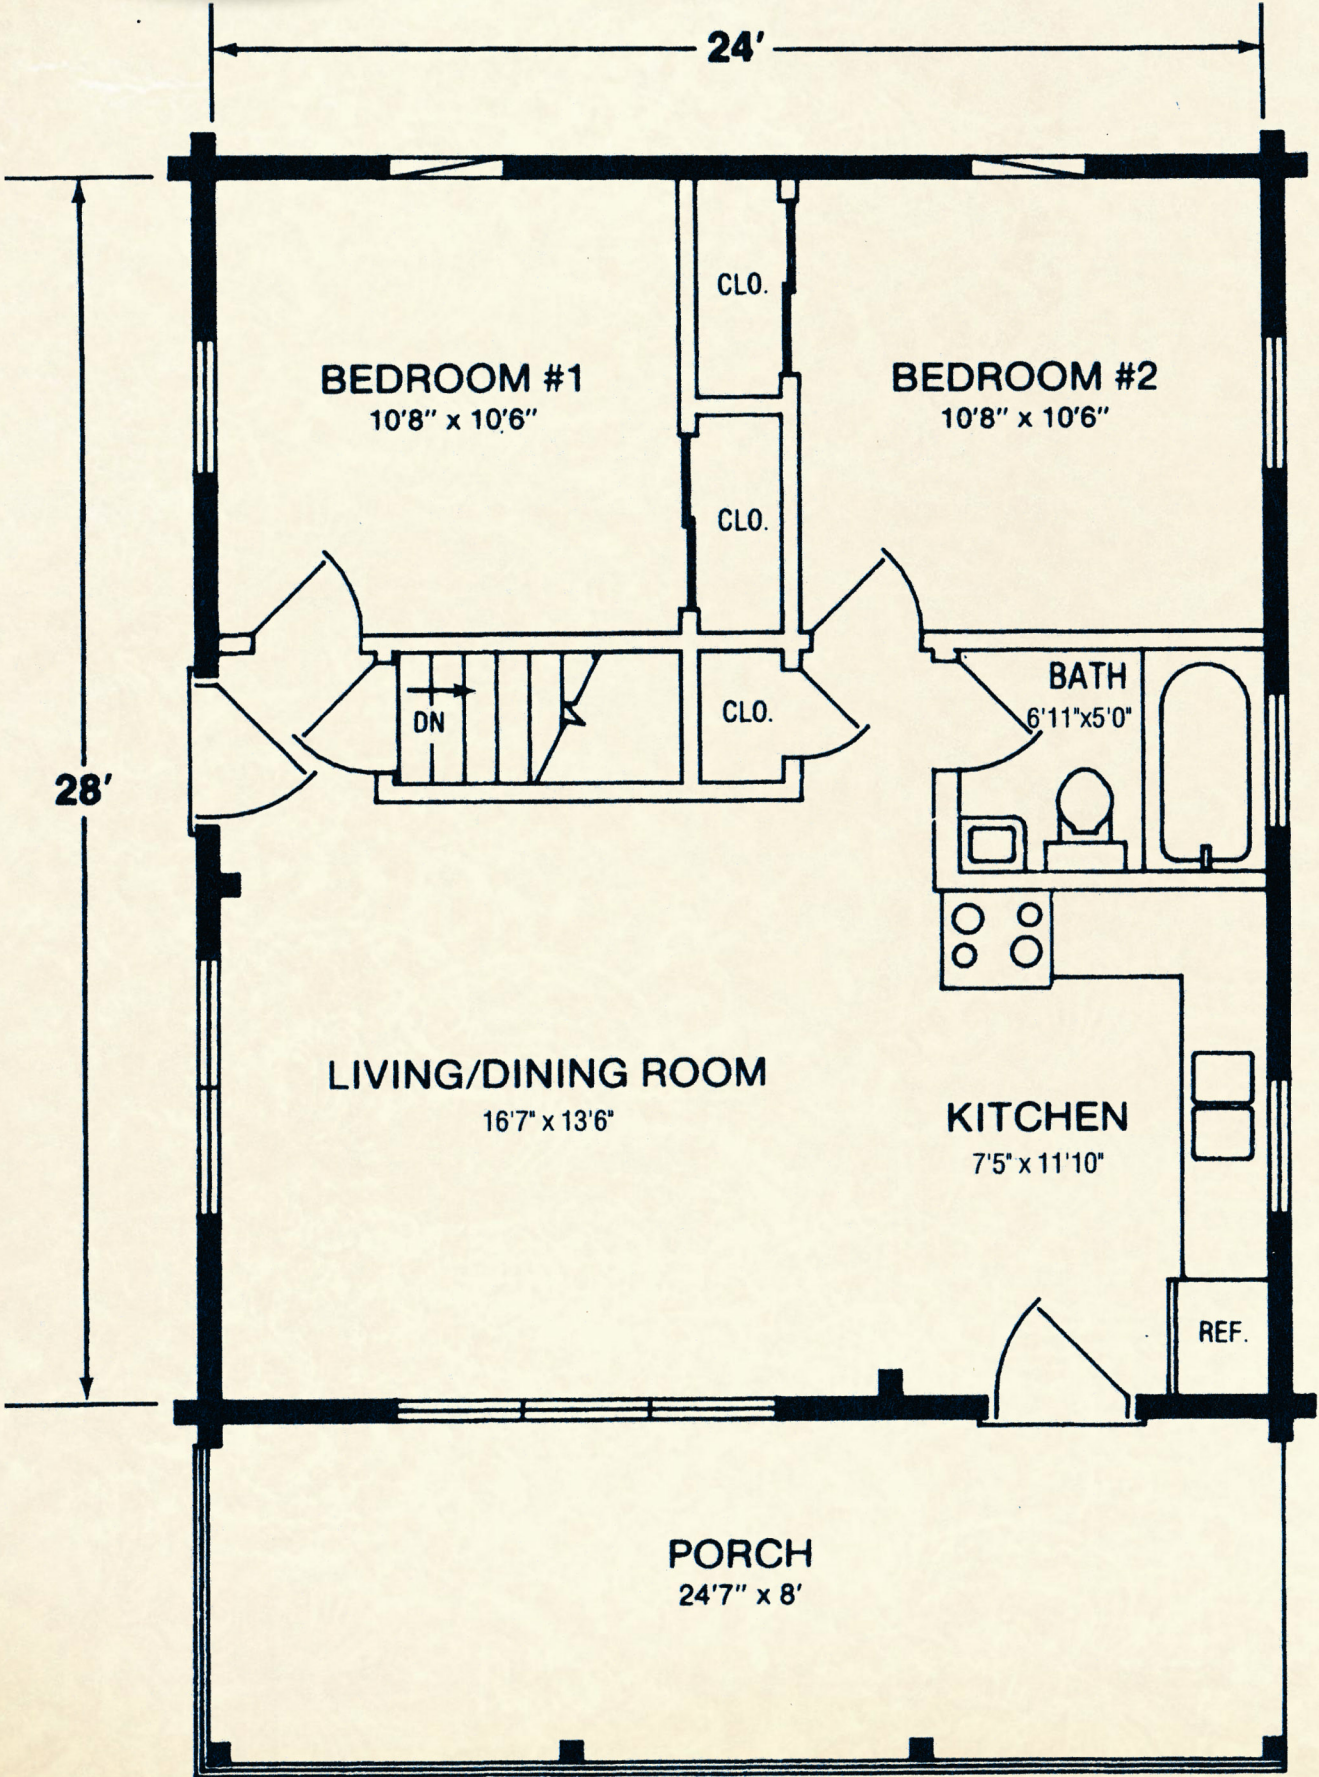 24'
CLO.
BEDROOM #1
10'8" x 10'6"
BEDROOM #2
10'8" x 10'6"
CLO.
BATH
6'11"x5'0"
DN
CLO.
28'
LIVING/DINING ROOM
16'7" x 13'6"
KITCHEN
7'5" x 11'10"
REF.
PORCH
24'7" x 8'